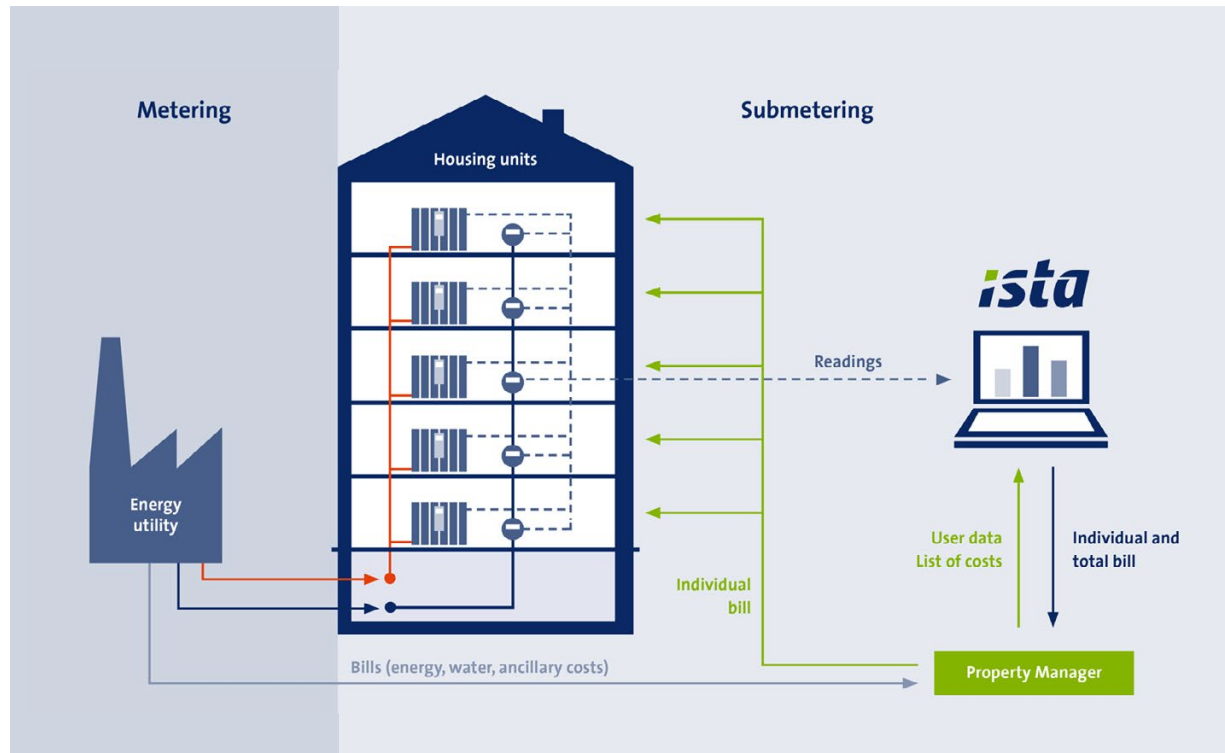 Metering
Submetering
Housing units
ista
Readings
Energy
utility
User data
List of costs
Individual and
total bill
Individual
bill
Bills (energy, water, ancillary costs)
Property Manager